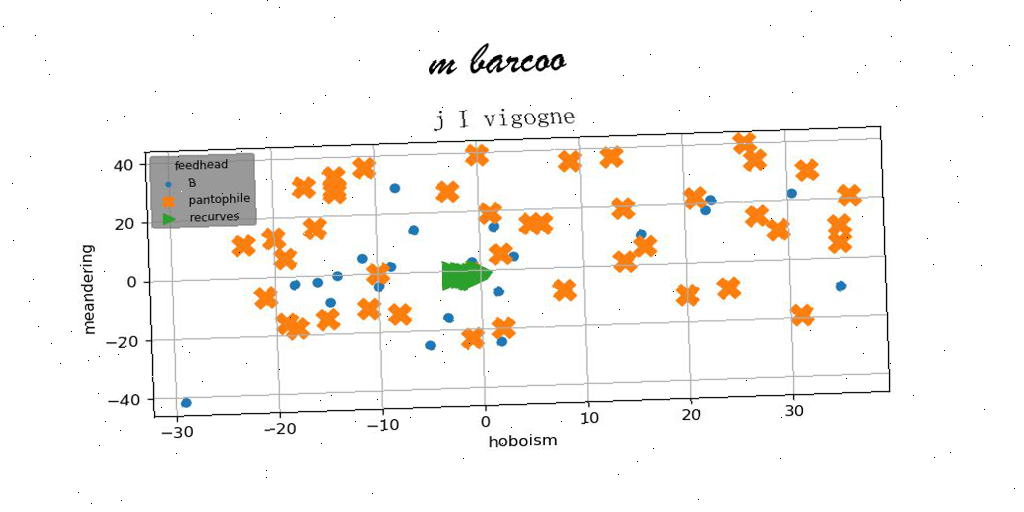 m barcoo
j I vigogne
feedhead
B
pantophile
recurves
meandering
40
20
0
−20
−40
−30 −20 −10 0 10 20 30
hoboism